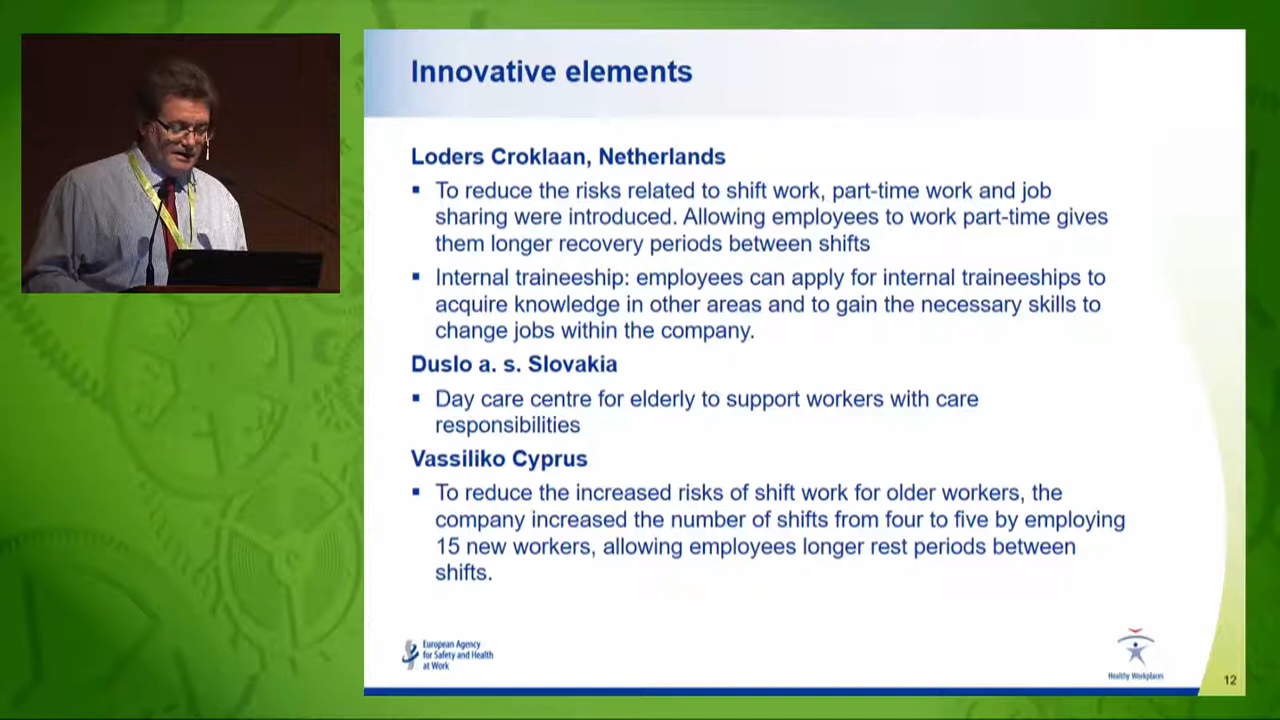 Innovative elements
Loders Croklaan, Netherlands
▪ To reduce the risks related to shift work, part-time work and job
sharing were introduced. Allowing employees to work part-time gives
them longer recovery periods between shifts
▪ Internal traineeship: employees can apply for internal traineeships to
acquire knowledge in other areas and to gain the necessary skills to
change jobs within the company.
Duslo a. s. Slovakia
▪ Day care centre for elderly to support workers with care
responsibilities
Vassiliko Cyprus
▪ To reduce the increased risks of shift work for older workers, the
company increased the number of shifts from four to five by employing
15 new workers, allowing employees longer rest periods between
shifts.
European Agency
for Safety and Health
at Work
Healthy Workplaces
12